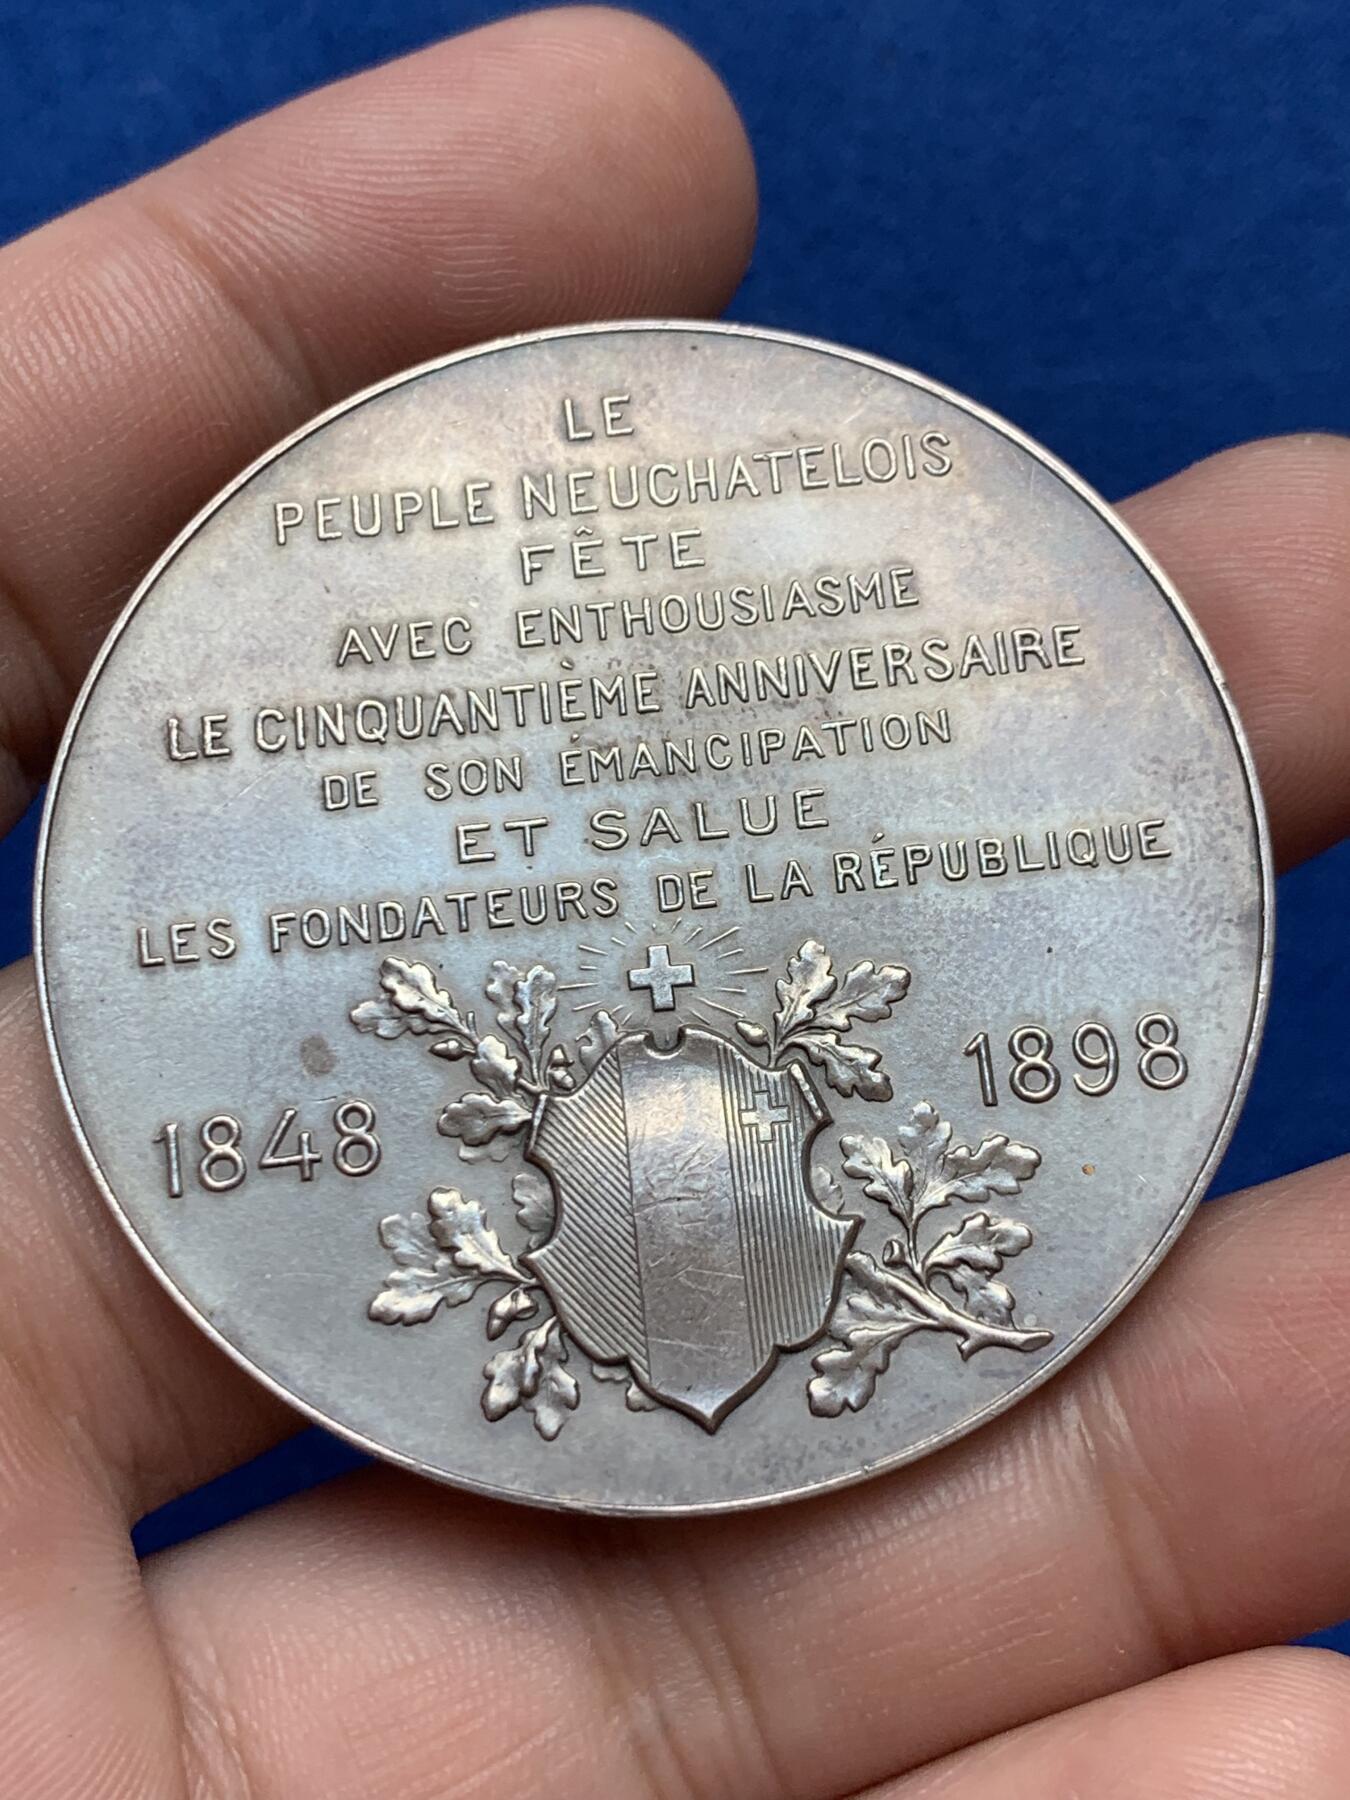 LE
PEUPLE NEUCHATELOIS
FÊTE
AVEC ENTHOUSIASME
LE CINQUANTIÈME ANNIVERSAIRE
DE SON ÉMANCIPATION
ET SALUE
LES FONDATEURS DE LA RÉPUBLIQUE
1848 1898